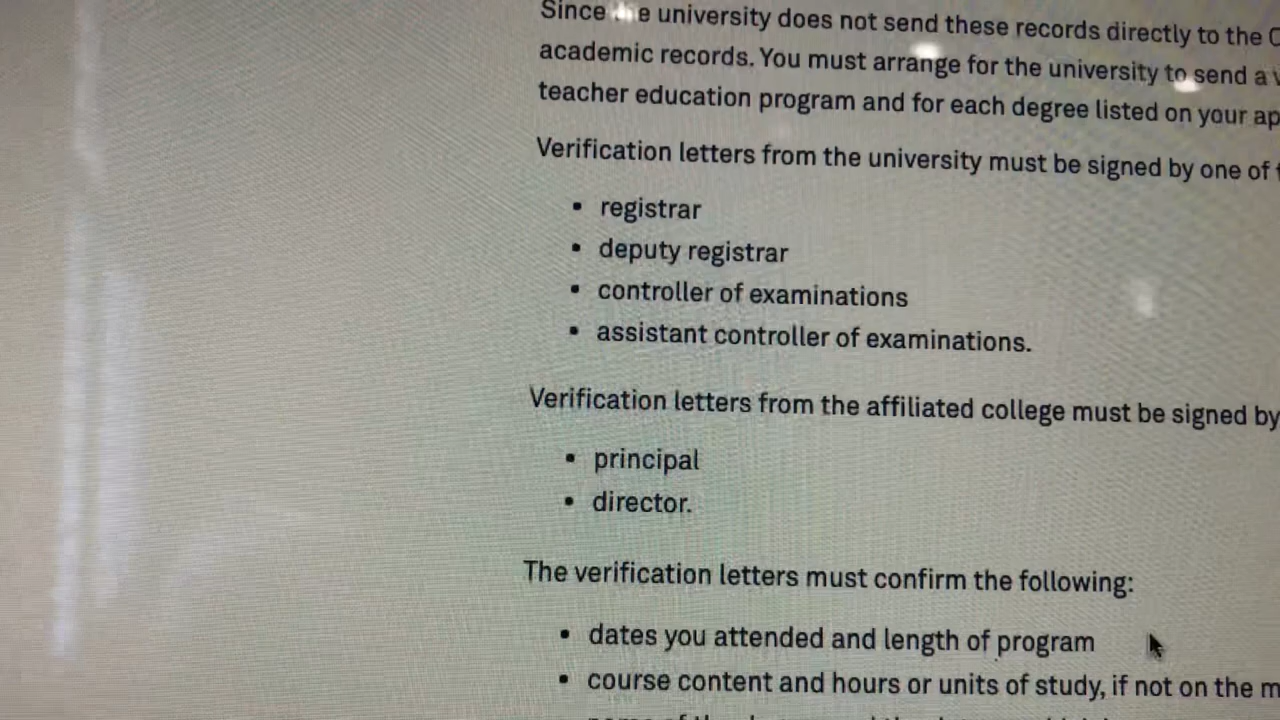 Since e university does not send these records directly to the
academic records. You must arrange for the university to send a
teacher education program and for each degree listed on your
Verification letters from the university must be signed by one of
• registrar
• deputy registrar
• controller of examinations
• assistant controller of examinations.
Verification letters from the affiliated college must be signed by
• principal
• director.
The verification letters must confirm the following:
• dates you attended and length of program
• course content and hours or units of study, if not on the